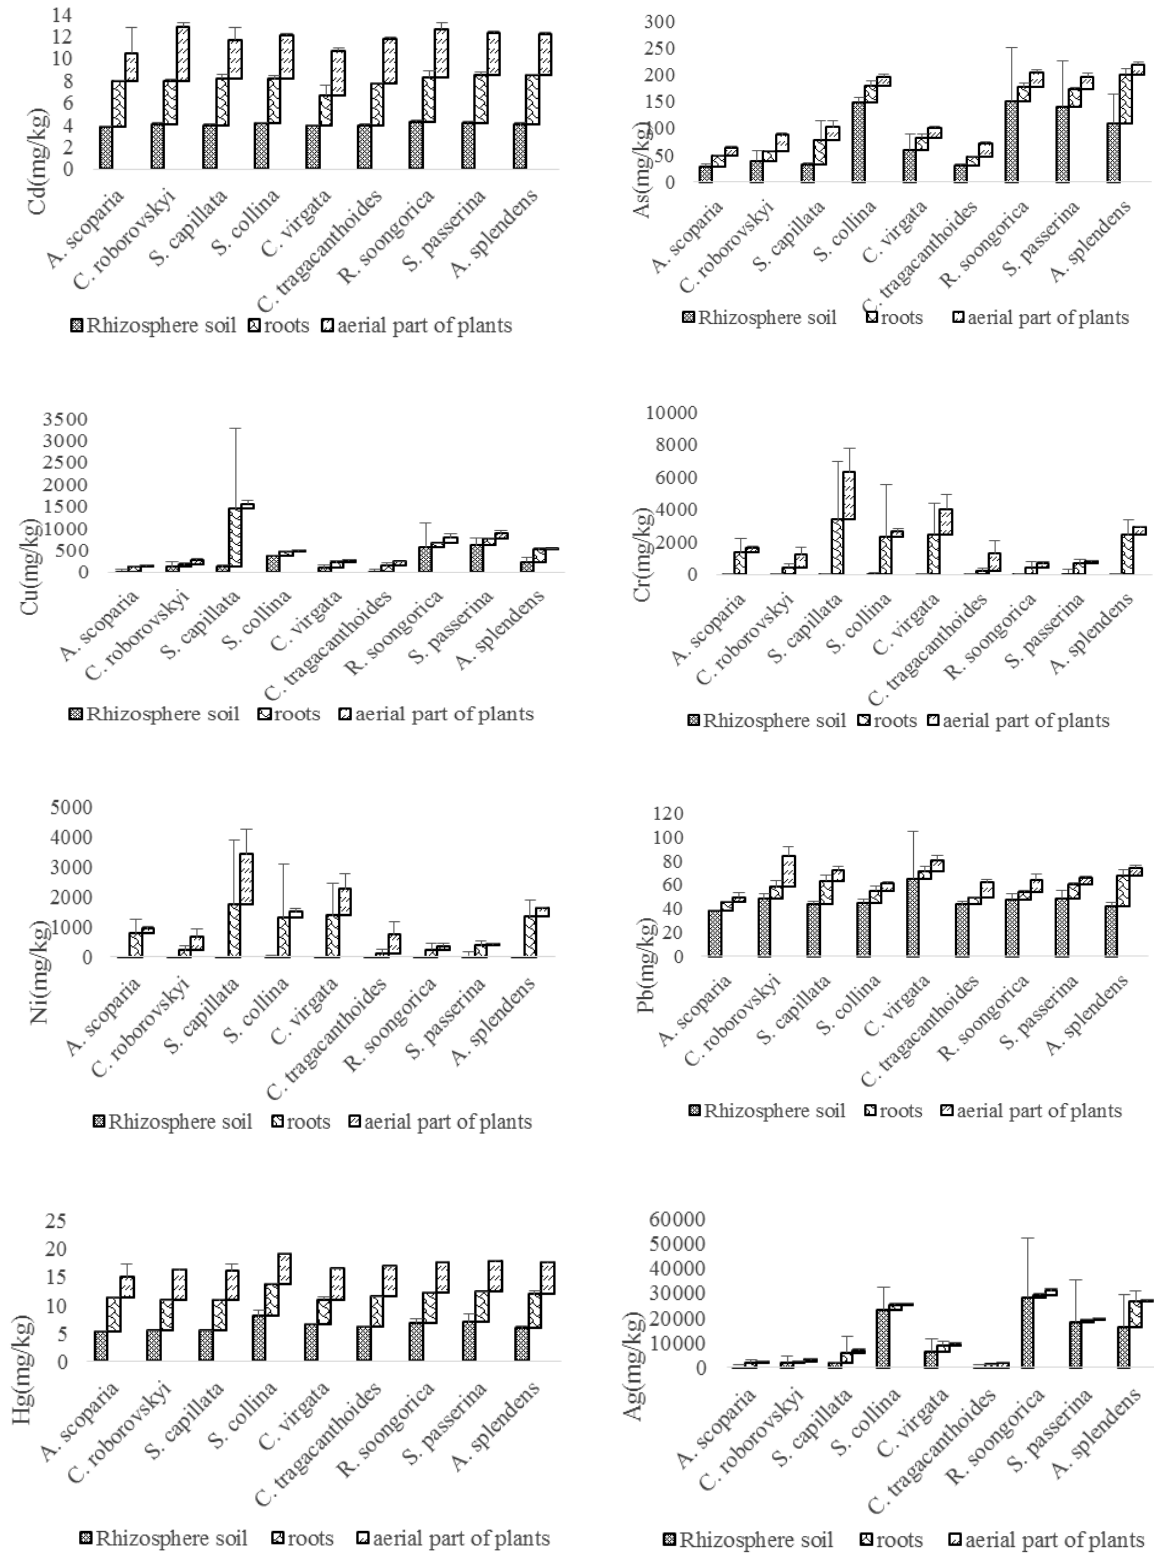 Cd(mg/kg)
14
12
10
8
6
4
2
0
A. scoparia
C. roborovskyi
S. capillata
S. collina
C. virgata
C. tragacanthoides
R. soongorica
S. passerina
A. splendens
Rhizosphere soil roots aerial part of plants
As(mg/kg)
300
250
200
150
100
50
0
A. scoparia
C. roborovskyi
S. capillata
S. collina
C. virgata
C. tragacanthoides
R. soongorica
S. passerina
A. splendens
Rhizosphere soil roots aerial part of plants
Cu(mg/kg)
3500
3000
2500
2000
1500
1000
500
0
A. scoparia
C. roborovskyi
S. capillata
S. collina
C. virgata
C. tragacanthoides
R. soongorica
S. passerina
A. splendens
Rhizosphere soil roots aerial part of plants
Cr(mg/kg)
10000
8000
6000
4000
2000
0
A. scoparia
C. roborovskyi
S. capillata
S. collina
C. virgata
C. tragacanthoides
R. soongorica
S. passerina
A. splendens
Rhizosphere soil roots aerial part of plants
Ni(mg/kg)
5000
4000
3000
2000
1000
0
A. scoparia
C. roborovskyi
S. capillata
S. collina
C. virgata
C. tragacanthoides
R. soongorica
S. passerina
A. splendens
Rhizosphere soil roots aerial part of plants
Pb(mg/kg)
120
100
80
60
40
20
0
A. scoparia
C. roborovskyi
S. capillata
S. collina
C. virgata
C. tragacanthoides
R. soongorica
S. passerina
A. splendens
Rhizosphere soil roots aerial part of plants
Hg(mg/kg)
25
20
15
10
5
0
A. scoparia
C. roborovskyi
S. capillata
S. collina
C. virgata
C. tragacanthoides
R. soongorica
S. passerina
A. splendens
Rhizosphere soil roots aerial part of plants
Ag(mg/kg)
60000
50000
40000
30000
20000
10000
0
A. scoparia
C. roborovskyi
S. capillata
S. collina
C. virgata
C. tragacanthoides
R. soongorica
S. passerina
A. splendens
Rhizosphere soil roots aerial part of plants